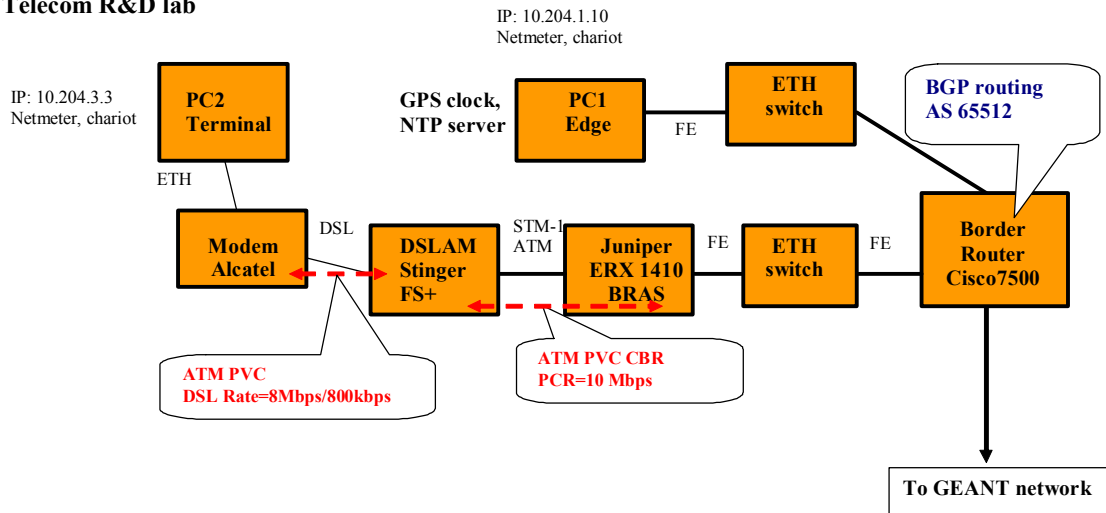 Telecom R&D lab
IP: 10.204.1.10
Netmeter, chariot
IP: 10.204.3.3
Netmeter, chariot
PC2
Terminal
GPS clock,
NTP server
PC1
Edge
FE
ETH
switch
BGP routing
AS 65512
ETH
Modem
Alcatel
DSL
DSLAM
Stinger
FS+
STM-1
ATM
Juniper
ERX 1410
BRAS
FE
ETH
switch
FE
Border
Router
Cisco7500
ATM PVC
DSL Rate=8Mbps/800kbps
ATM PVC CBR
PCR=10 Mbps
To GEANT network